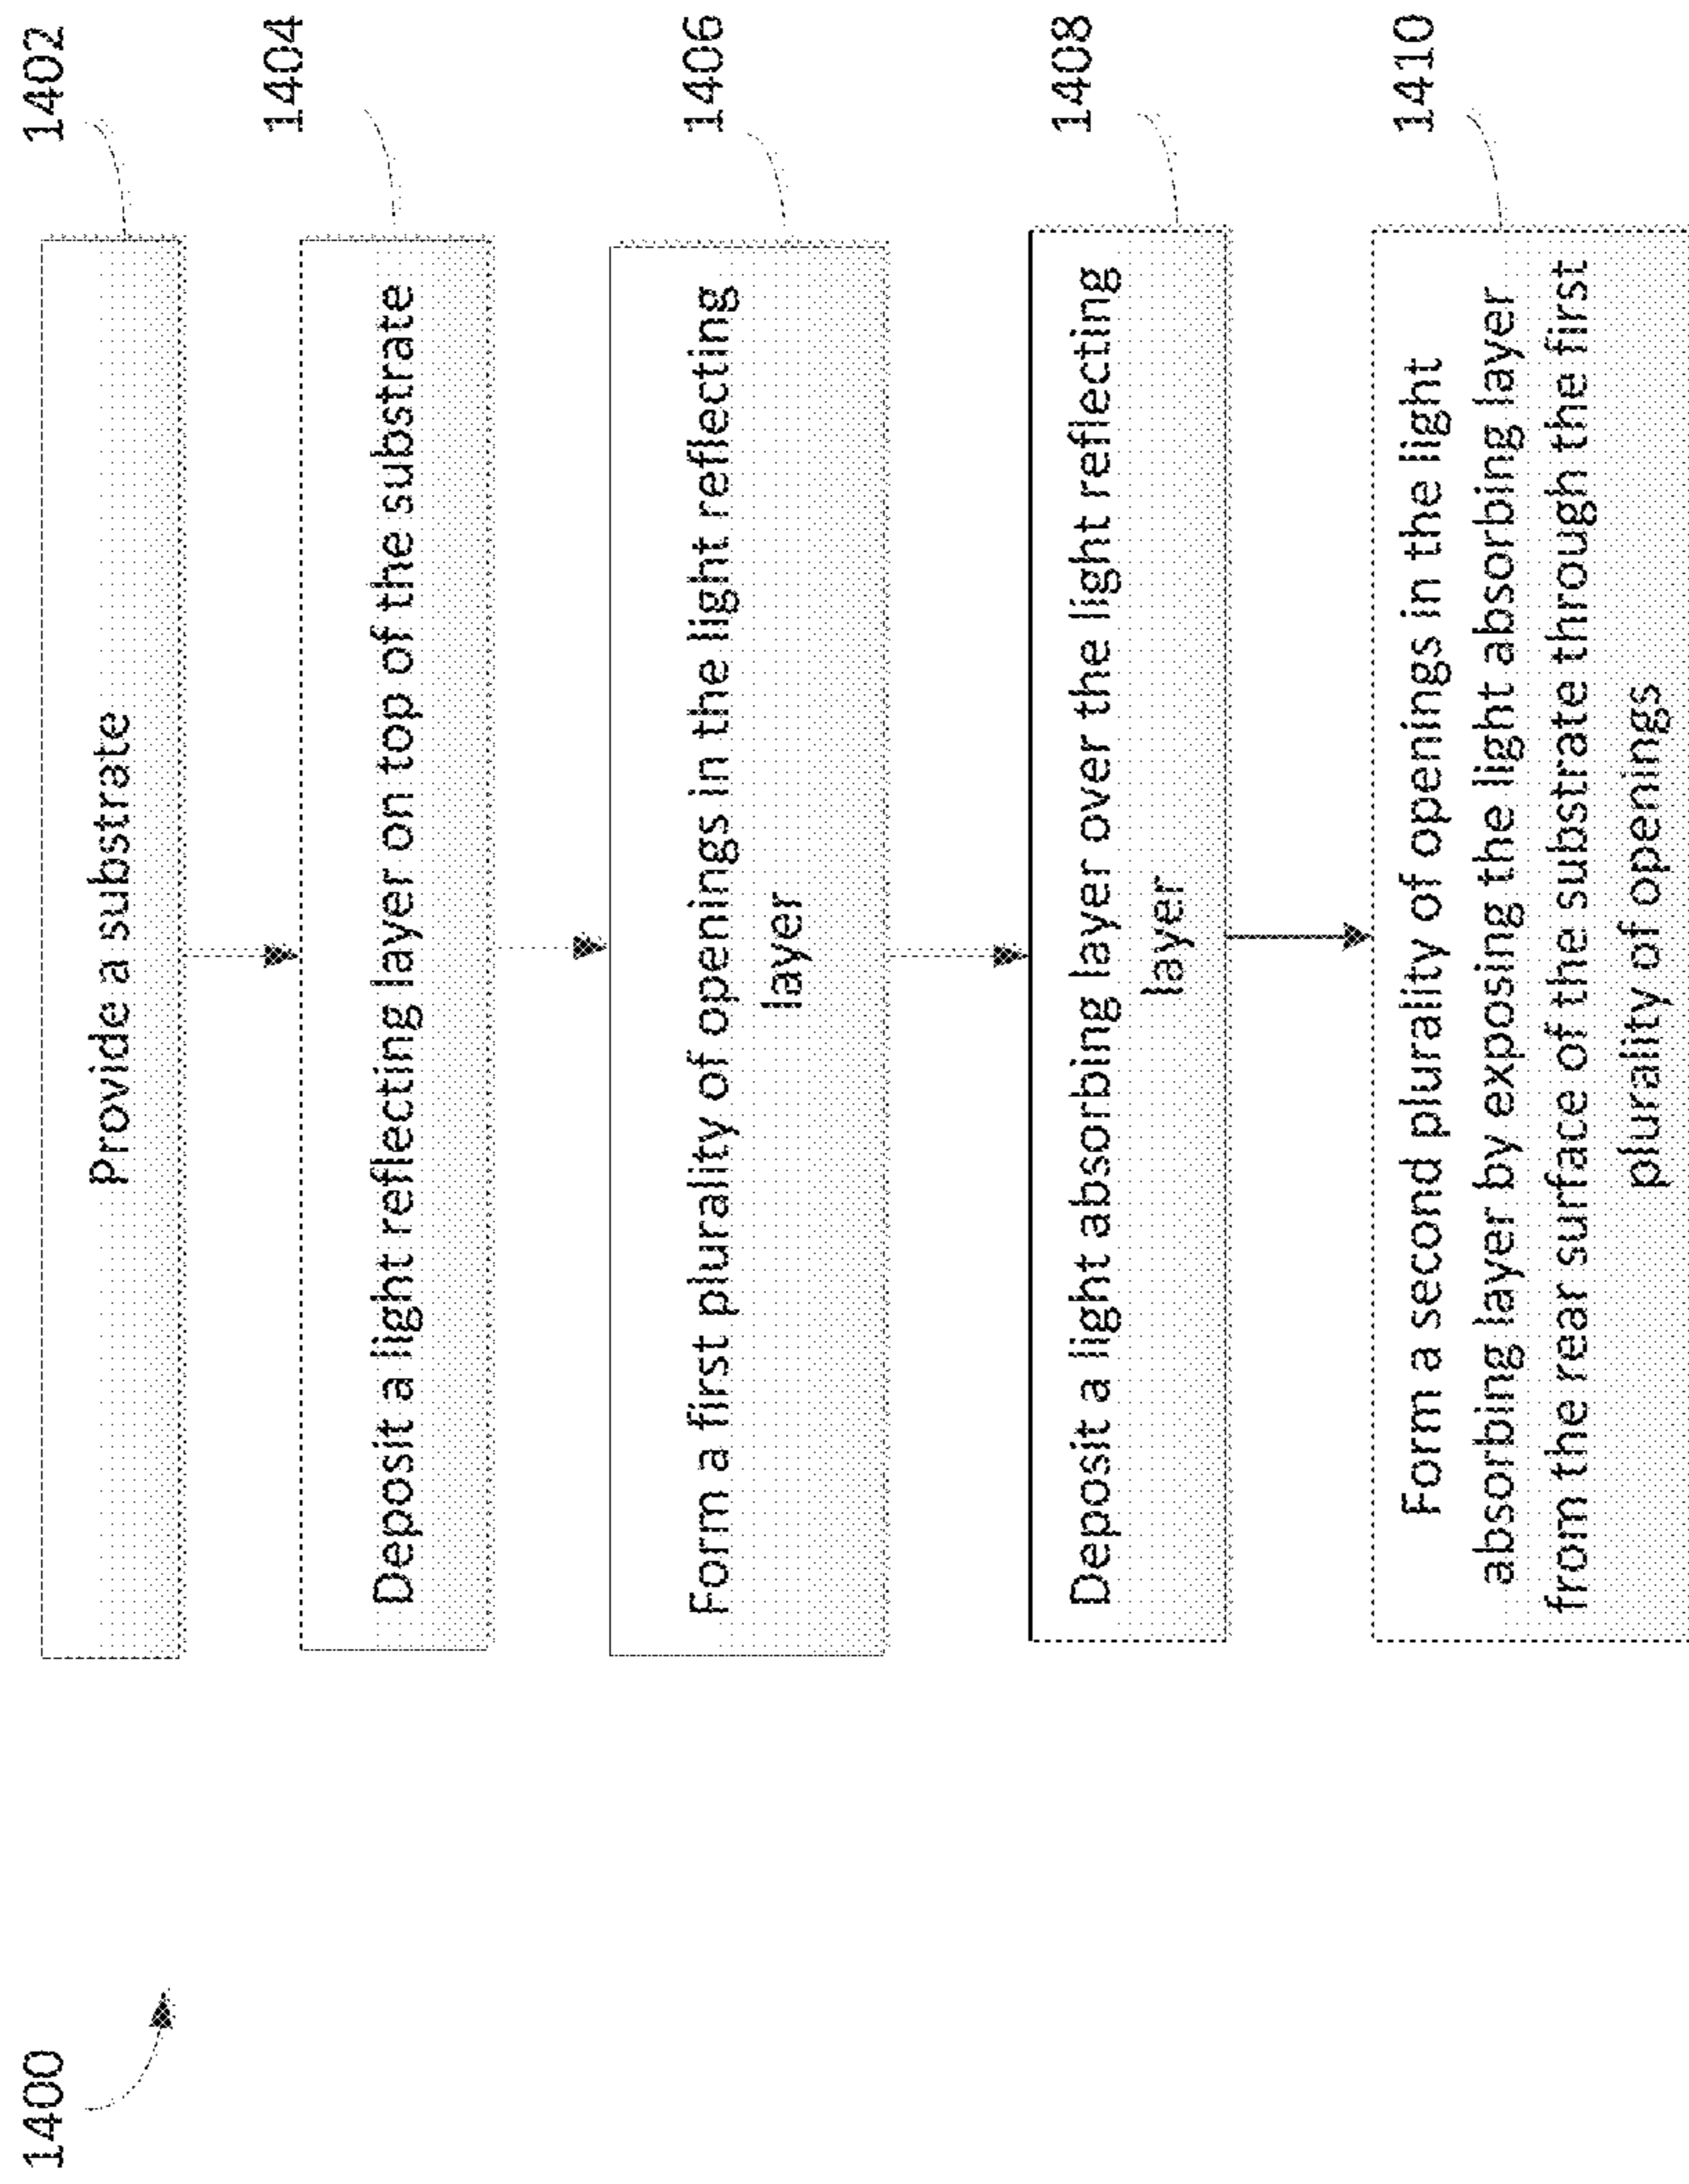 1400
1402
Provide a substrate
1404
Deposit a light reflecting layer on top of the substrate
1406
Form a first plurality of openings in the light reflecting
layer
1408
Deposit a light absorbing layer over the light reflecting
layer
1410
Form a second plurality of openings in the light
absorbing layer by exposing the light absorbing layer
from the rear surface of the substrate through the first
plurality of openings